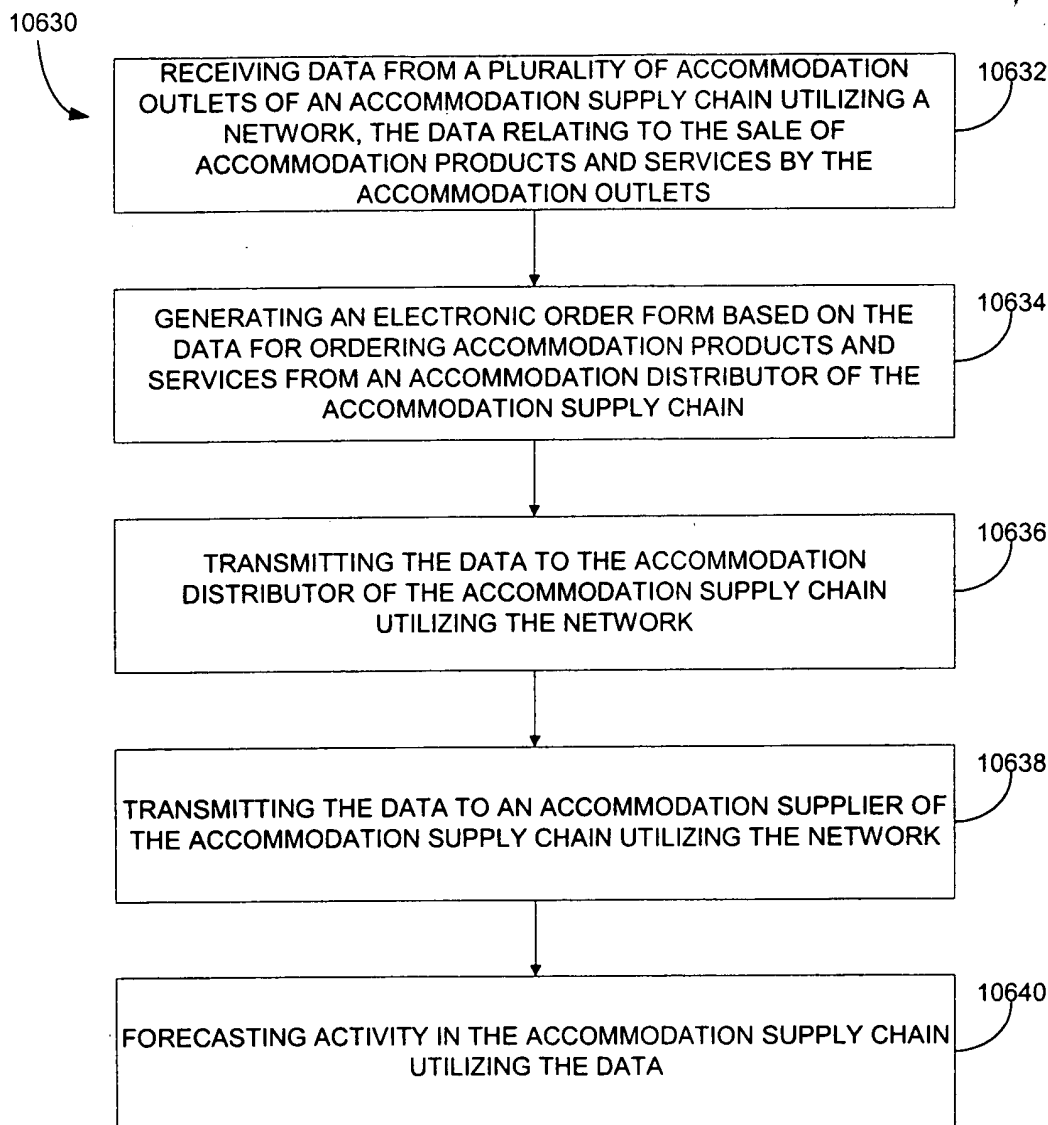 10630
RECEIVING DATA FROM A PLURALITY OF ACCOMMODATION
OUTLETS OF AN ACCOMMODATION SUPPLY CHAIN UTILIZING A
NETWORK, THE DATA RELATING TO THE SALE OF
ACCOMMODATION PRODUCTS AND SERVICES BY THE
ACCOMMODATION OUTLETS
10632
GENERATING AN ELECTRONIC ORDER FORM BASED ON THE
DATA FOR ORDERING ACCOMMODATION PRODUCTS AND
SERVICES FROM AN ACCOMMODATION DISTRIBUTOR OF THE
ACCOMMODATION SUPPLY CHAIN
10634
TRANSMITTING THE DATA TO THE ACCOMMODATION
DISTRIBUTOR OF THE ACCOMMODATION SUPPLY CHAIN
UTILIZING THE NETWORK
10636
TRANSMITTING THE DATA TO AN ACCOMMODATION SUPPLIER OF
THE ACCOMMODATION SUPPLY CHAIN UTILIZING THE NETWORK
10638
FORECASTING ACTIVITY IN THE ACCOMMODATION SUPPLY CHAIN
UTILIZING THE DATA
10640